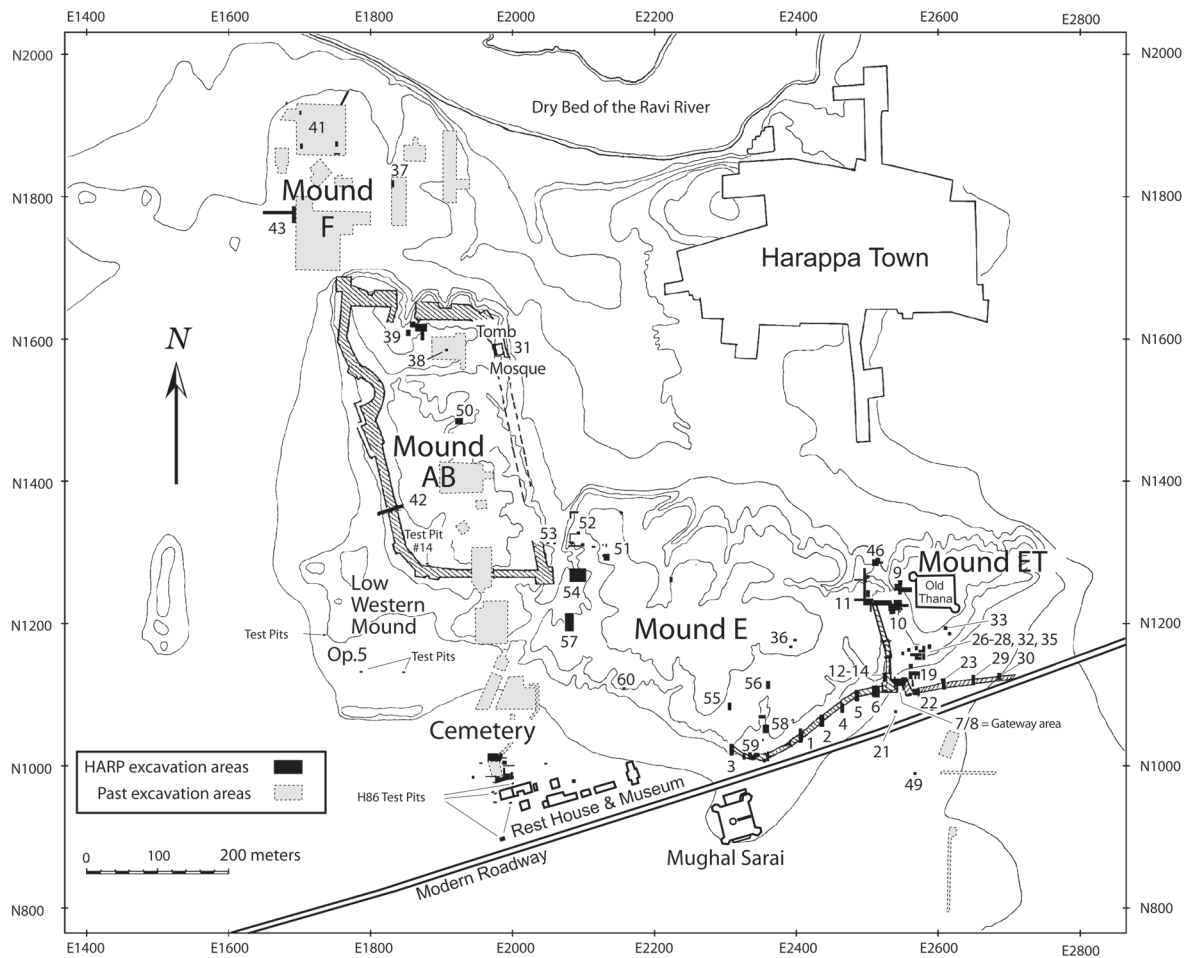 E1400 E1600 E1800 E2000 E2200 E2400 E2600 E2800
N2000 N2000
Dry Bed of the Ravi River
41
37
Mound
F
43
N1800 N1800
Harappa Town
N
N1600 N1600
39
38
Tomb
31
Mosque
50
Mound
AB
N1400 N1400
42
Test Pit
#14
53
52
51
54
57
46
9
Mound ET
Old
Thana
11
10
Low
Western
Mound
N1200 N1200
Mound E
36
33
26-28, 32, 35
Test Pits
Op.5
Test Pits
12-14
19
23
29
30
60
56
55
58
59
6
5
4
2
1
3
22
7/8 = Gateway area
21
Cemetery
N1000 N1000
49
HARP excavation areas
Past excavation areas
H86 Test Pits
Rest House & Museum
Mughal Sarai
Modern Roadway
0 100 200 meters
N800 N800
E1400 E1600 E1800 E2000 E2200 E2400 E2600 E2800